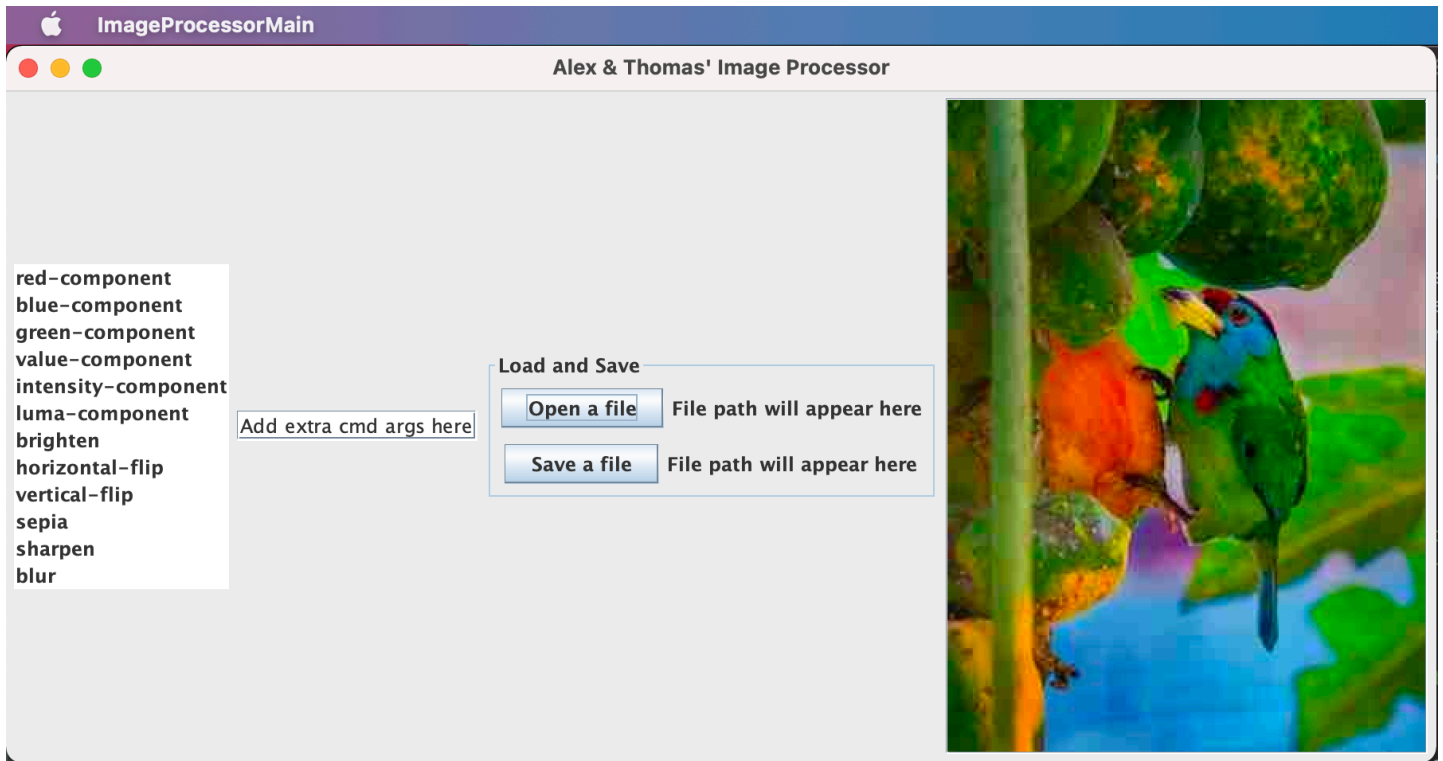 ImageProcessorMain
Alex & Thomas' Image Processor
red-component
blue-component
green-component
value-component
intensity-component
luma-component
brighten
horizontal-flip
vertical-flip
sepia
sharpen
blur
Add extra cmd args here
Load and Save
Open a file File path will appear here
Save a file File path will appear here